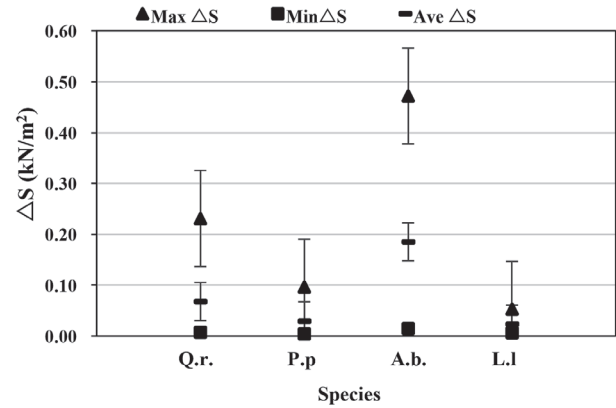 Max △S Min△S Ave △S
0.60
0.50
0.40
0.30
0.20
0.10
0.00
△S (kN/m²)
Q.r. P.p A.b. L.l
Species